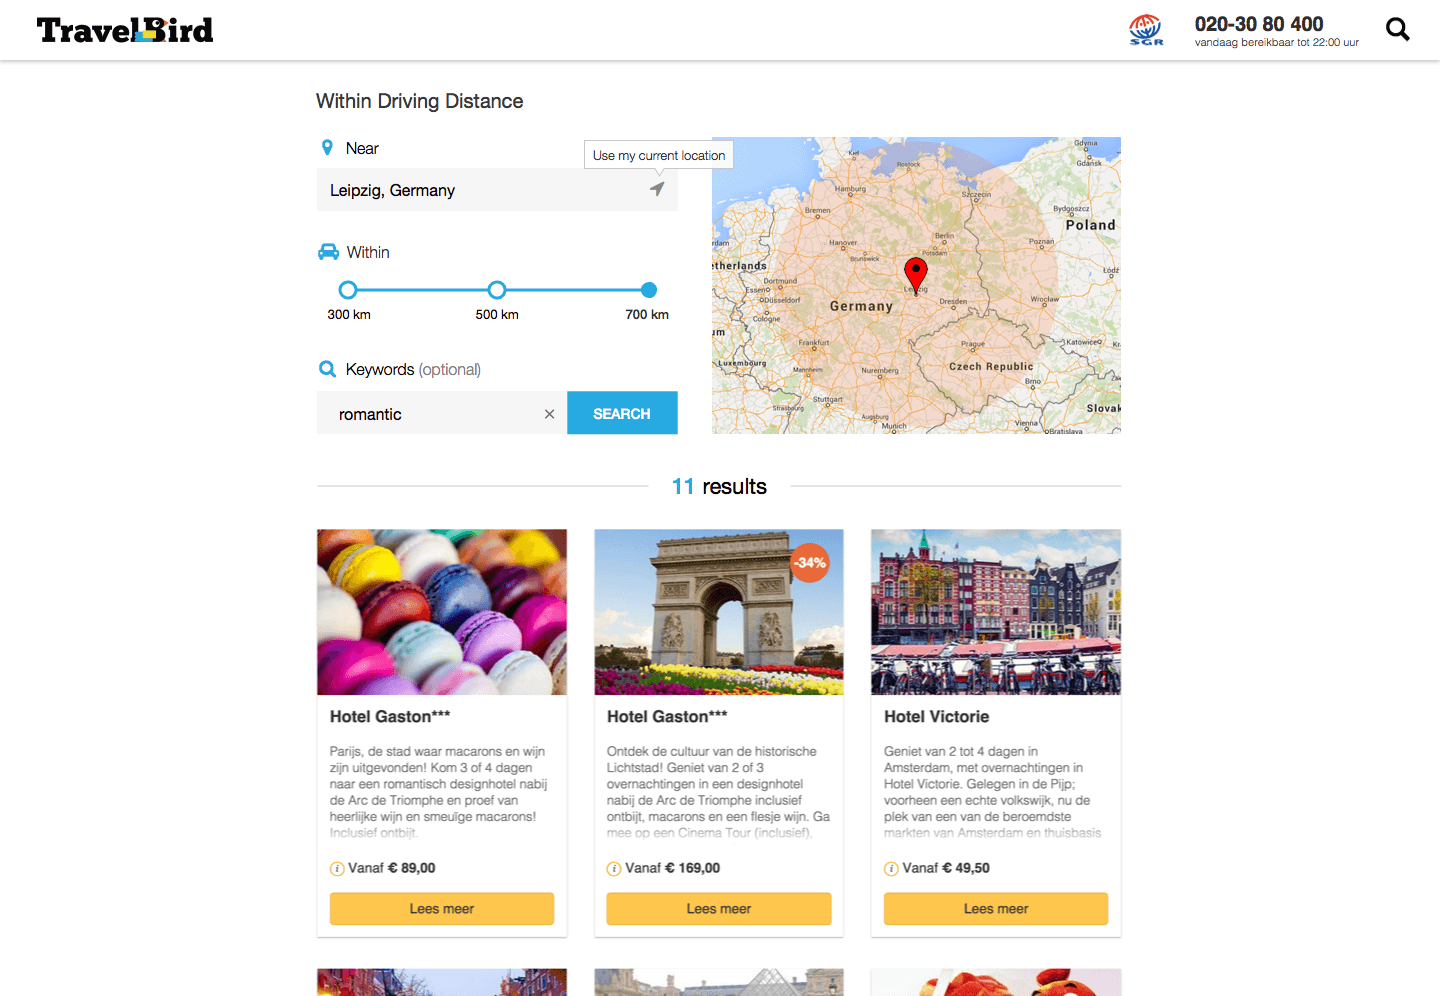 TravelBird
SGR
020-30 80 400
vandaag bereikbaar tot 22:00 uur
Within Driving Distance
Near
Use my current location
Leipzig, Germany
Within
300 km
500 km
700 km
Keywords (optional)
romantic
SEARCH
Kiel
Rostock
Gdynia
Gdańsk
Hamburg
Szczecin
Bremen
Bydgoszcz
Poland
rdam
Hanover
Berlin
Poznań
Potsdam
Brunswick
etherlands
Łódź
Dortmund
Essen
Düsseldorf
Leipzig
Cologne
Germany
Dresden
Wrocław
um
Frankfurt
Prague
Katowice
Kr
Luxembourg
Mannheim
Nuremberg
Czech Republic
Brno
Stuttgart
Strasbourg
Slovak
Augsburg
Munich
Vienna
Bratislava
11 results
-34%
Hotel Gaston***
Parijs, de stad waar macarons en wijn
zijn uitgevonden! Kom 3 of 4 dagen
naar een romantisch designhotel nabij
de Arc de Triomphe en proef van
heerlijke wijn en smeuïge macarons!
Inclusief ontbijt.
Vanaf € 89,00
Lees meer
Hotel Gaston***
Ontdek de cultuur van de historische
Lichtstad! Geniet van 2 of 3
overnachtingen in een designhotel
nabij de Arc de Triomphe inclusief
ontbijt, macarons en een flesje wijn. Ga
mee op een Cinema Tour (inclusief),
Vanaf € 169,00
Lees meer
Hotel Victorie
Geniet van 2 tot 4 dagen in
Amsterdam, met overnachtingen in
Hotel Victorie. Gelegen in de Pijp;
voorheen een echte volkswijk, nu de
plek van een van de beroemdste
markten van Amsterdam en thuisbasis
Vanaf € 49,50
Lees meer